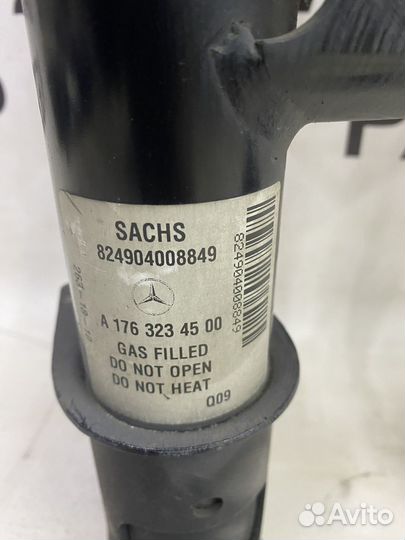 SACHS
824904008849
A 176 323 45 00
GAS FILLED
DO NOT OPEN
DO NOT HEAT
Q09
824904008849
Avito